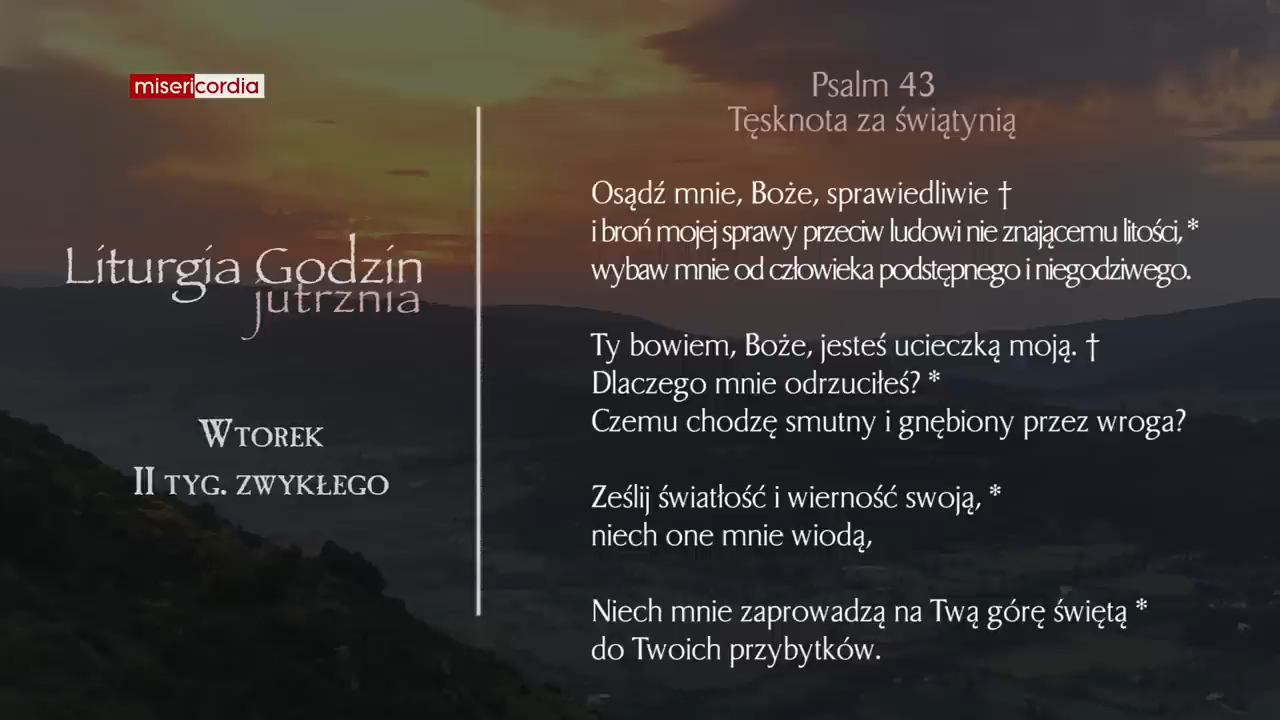 misericordia
Liturgia Godzin
jutrznia
Wtorek
II tyg. zwykłego
Psalm 43
Tęsknota za świątynią
Osądź mnie, Boże, sprawiedliwie †
i broń mojej sprawy przeciw ludowi nie znającemu litości, *
wybaw mnie od człowieka podstępnego i niegodziwego.
Ty bowiem, Boże, jesteś ucieczką moją. †
Dlaczego mnie odrzuciłeś? *
Czemu chodzę smutny i gnębiony przez wroga?
Ześlij światłość i wierność swoją, *
niech one mnie wiodą,
Niech mnie zaprowadzą na Twą górę świętą *
do Twoich przybytków.